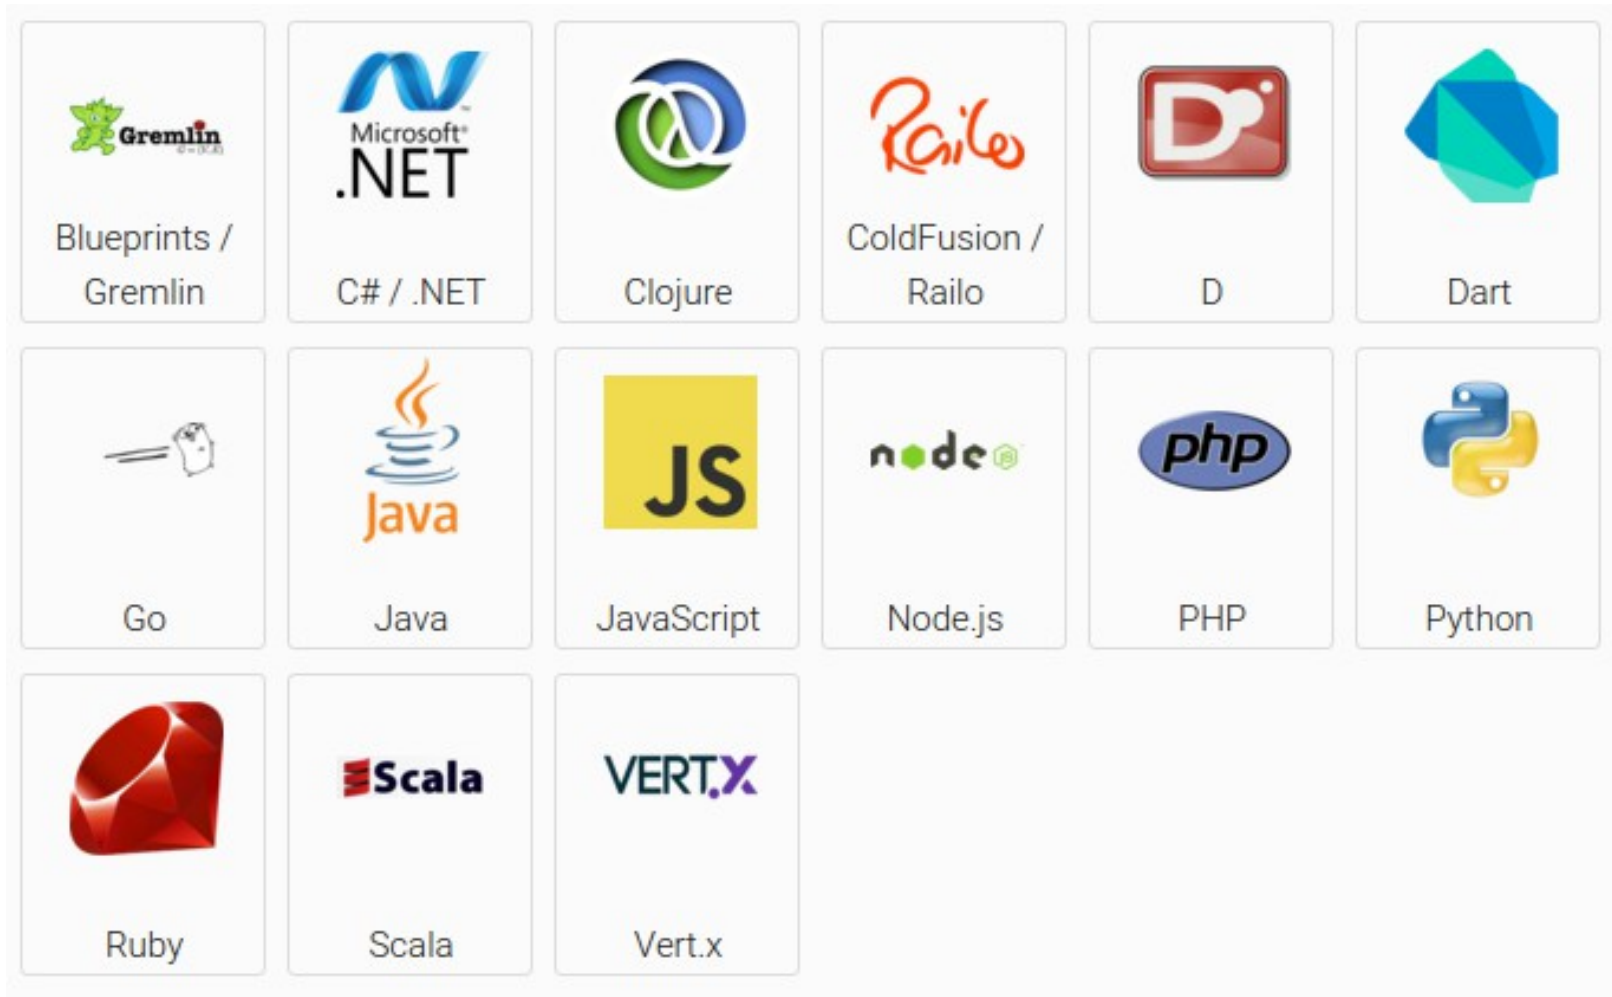 Gremlin
Blueprints /
Gremlin
Microsoft®
.NET
C# / .NET
Clojure
Railo
ColdFusion /
Railo
D
D
Dart
Go
Java
Java
JS
JavaScript
node JS
Node.js
php
PHP
Python
Ruby
Scala
Scala
VERT.X
Vert.x